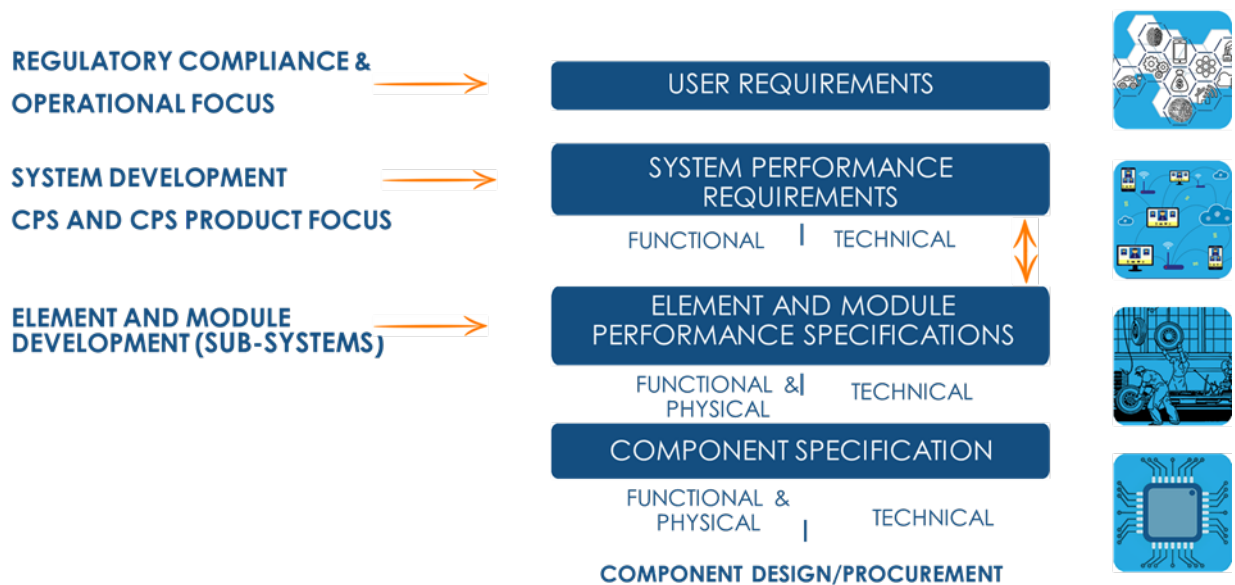 REGULATORY COMPLIANCE &
OPERATIONAL FOCUS
USER REQUIREMENTS
SYSTEM DEVELOPMENT
CPS AND CPS PRODUCT FOCUS
SYSTEM PERFORMANCE
REQUIREMENTS
FUNCTIONAL | TECHNICAL
ELEMENT AND MODULE
DEVELOPMENT (SUB-SYSTEMS)
ELEMENT AND MODULE
PERFORMANCE SPECIFICATIONS
FUNCTIONAL &
PHYSICAL
| TECHNICAL
COMPONENT SPECIFICATION
FUNCTIONAL &
PHYSICAL
| TECHNICAL
COMPONENT DESIGN/PROCUREMENT